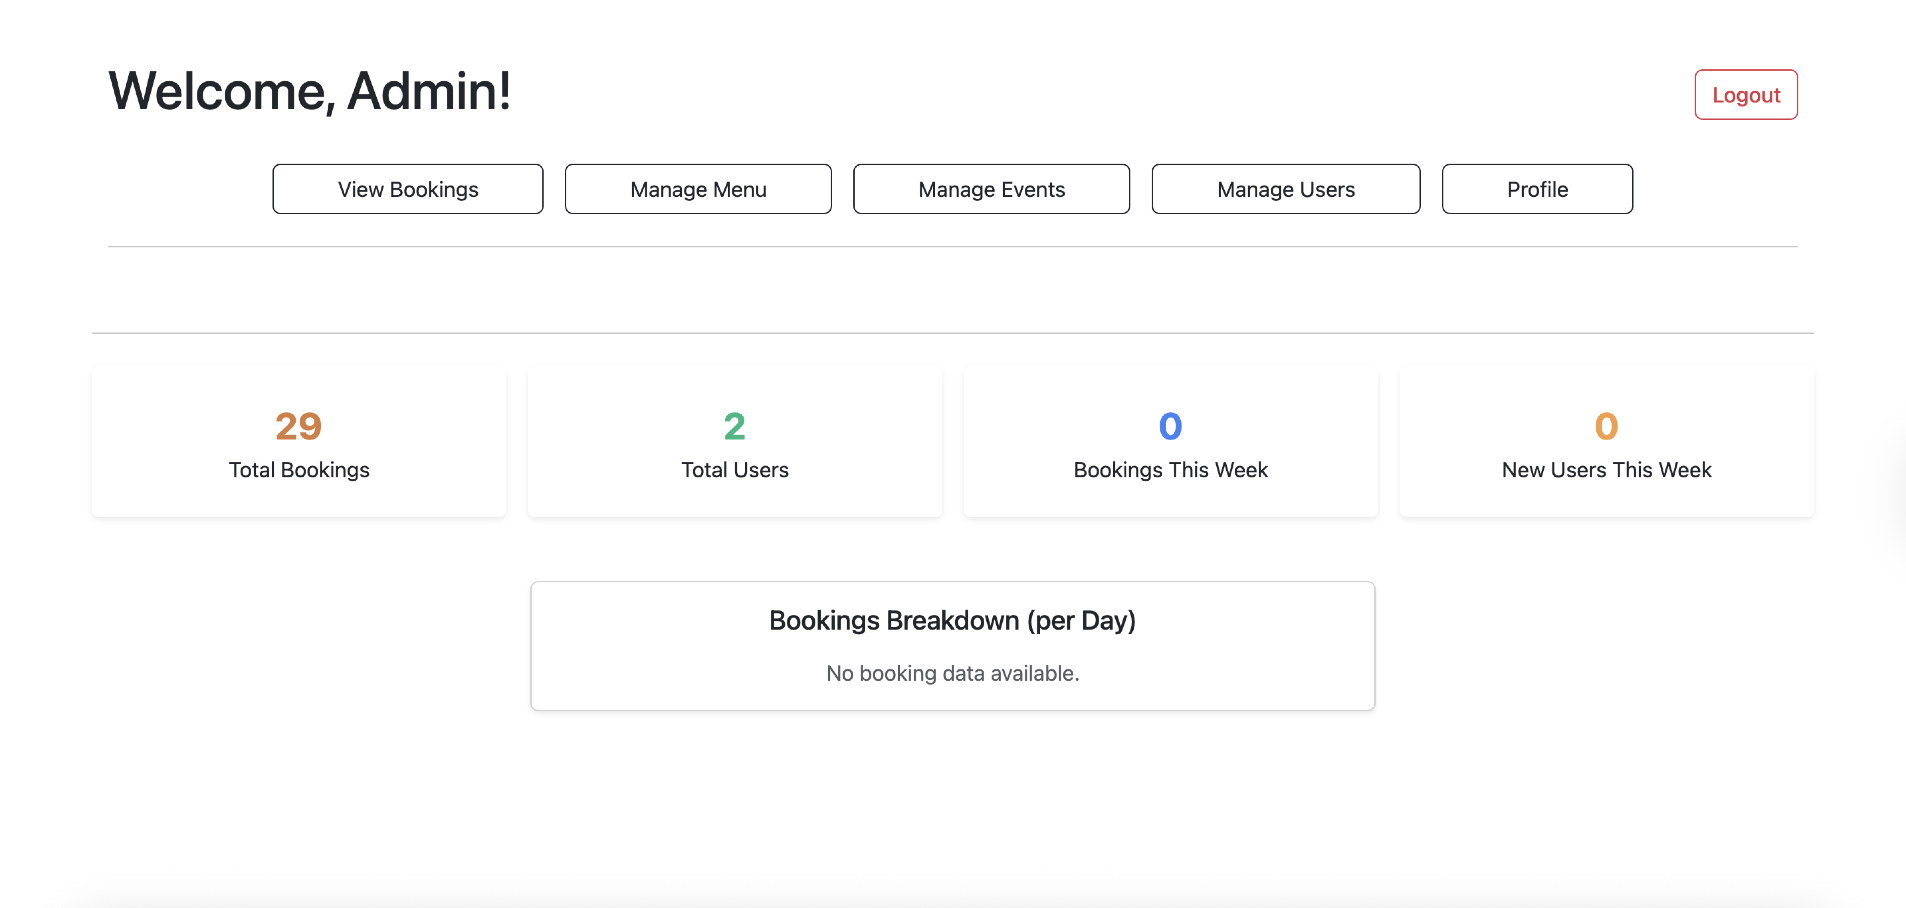 Welcome, Admin!
Logout
View Bookings
Manage Menu
Manage Events
Manage Users
Profile
29
Total Bookings
2
Total Users
0
Bookings This Week
0
New Users This Week
Bookings Breakdown (per Day)
No booking data available.